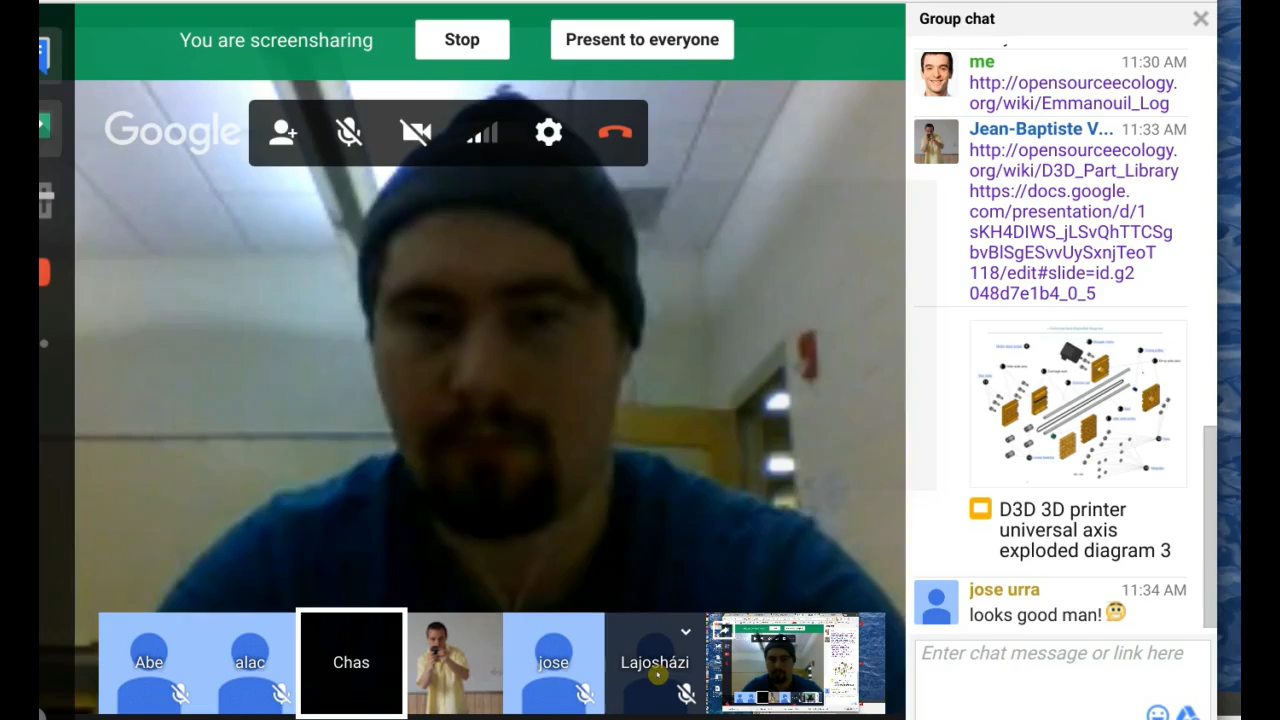 You are screensharing
Stop
Present to everyone
Google
Abe
alac
Chas
jose
Lajosházi
Group chat
me
11:30 AM
http://opensourceecology.
org/wiki/Emmanouil_Log
Jean-Baptiste V...
11:33 AM
http://opensourceecology.
org/wiki/D3D_Part_Library
https://docs.google.
com/presentation/d/1
sKH4DIWS_jLSvQhTTCSg
bvBlSgESvvUySxnjTeoT
118/edit#slide=id.g2
048d7e1b4_0_5
D3D 3D printer
universal axis
exploded diagram 3
jose urra
11:34 AM
looks good man!
Enter chat message or link here